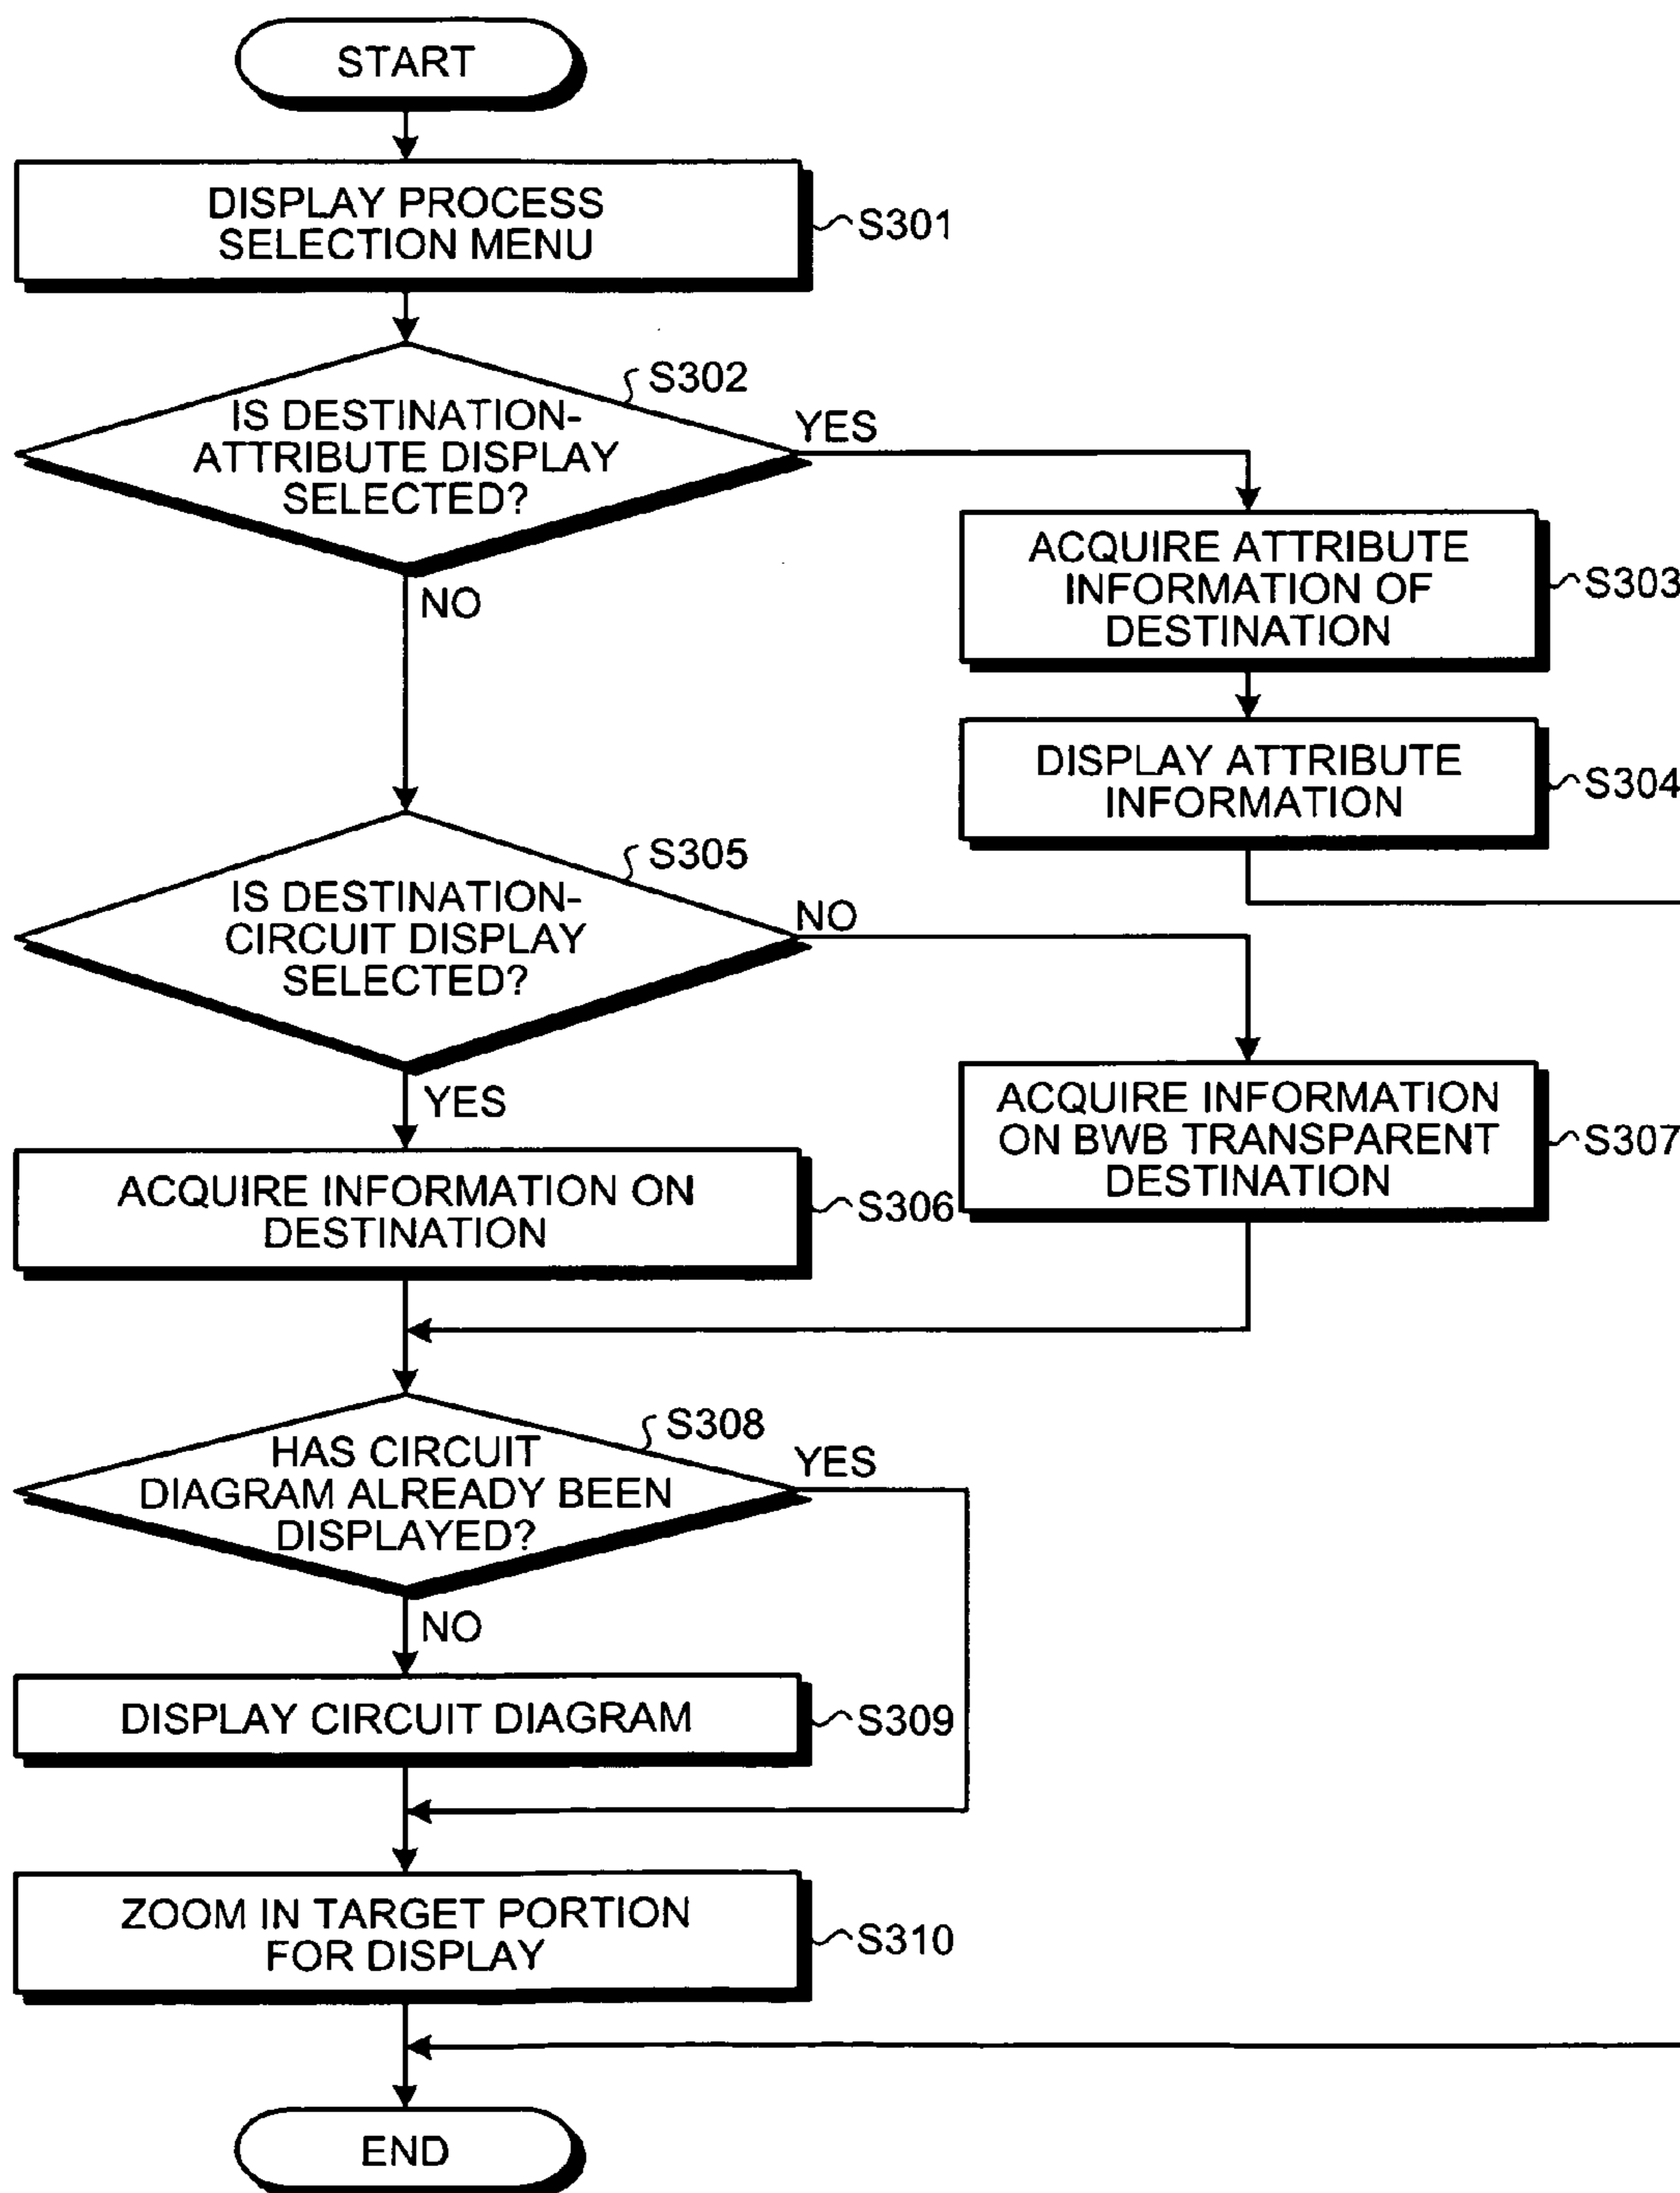 START
DISPLAY PROCESS
SELECTION MENU
S301
S302
IS DESTINATION-
ATTRIBUTE DISPLAY
SELECTED?
YES
NO
ACQUIRE ATTRIBUTE
INFORMATION OF
DESTINATION
S303
DISPLAY ATTRIBUTE
INFORMATION
S304
S305
IS DESTINATION-
CIRCUIT DISPLAY
SELECTED?
NO
YES
ACQUIRE INFORMATION ON
DESTINATION
S306
ACQUIRE INFORMATION
ON BWB TRANSPARENT
DESTINATION
S307
S308
HAS CIRCUIT
DIAGRAM ALREADY BEEN
DISPLAYED?
YES
NO
DISPLAY CIRCUIT DIAGRAM
S309
ZOOM IN TARGET PORTION
FOR DISPLAY
S310
END